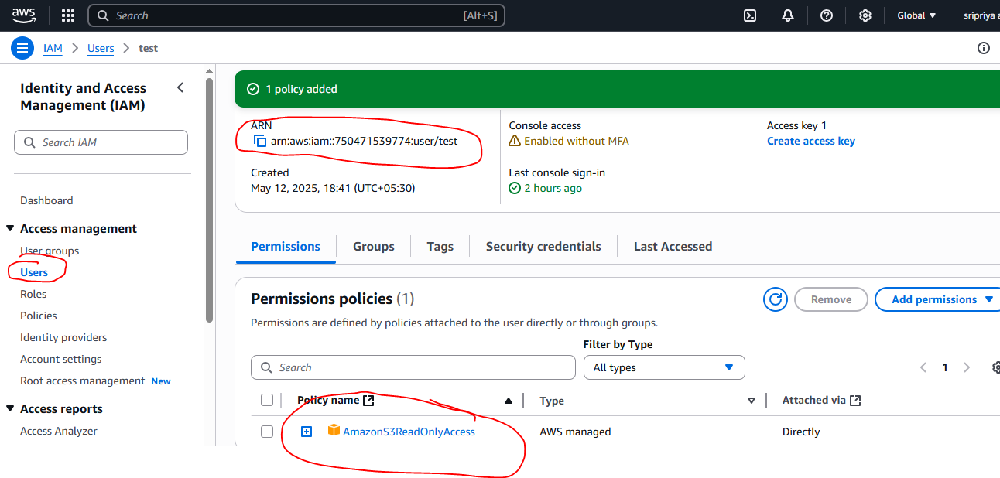 aws
Search [Alt+S]
Global
sripriya a
IAM
Users
test
Identity and Access
Management (IAM)
Search IAM
Dashboard
Access management
User groups
Users
Roles
Policies
Identity providers
Account settings
Root access management New
Access reports
Access Analyzer
1 policy added
ARN
arn:aws:iam::750471539774:user/test
Created
May 12, 2025, 18:41 (UTC+05:30)
Console access
Enabled without MFA
Last console sign-in
2 hours ago
Access key 1
Create access key
Permissions
Groups
Tags
Security credentials
Last Accessed
Permissions policies (1)
Remove
Add permissions
Permissions are defined by policies attached to the user directly or through groups.
Filter by Type
Search
All types
1
Policy name
Type
Attached via
AmazonS3ReadOnlyAccess
AWS managed
Directly